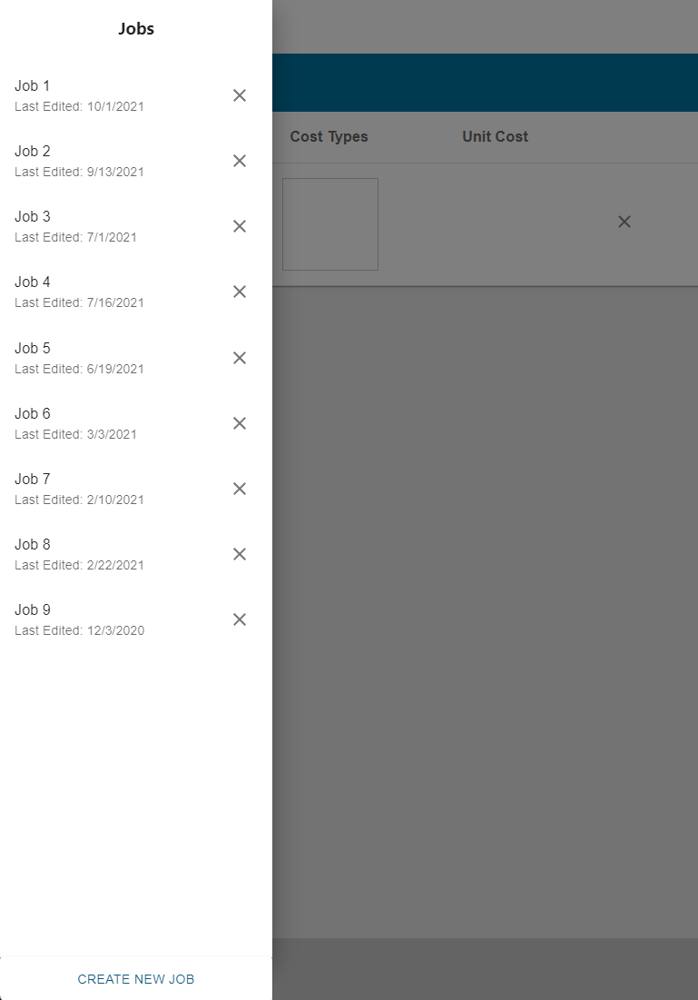 Jobs
Job 1
Last Edited: 10/1/2021
Job 2
Last Edited: 9/13/2021
Job 3
Last Edited: 7/1/2021
Job 4
Last Edited: 7/16/2021
Job 5
Last Edited: 6/19/2021
Job 6
Last Edited: 3/3/2021
Job 7
Last Edited: 2/10/2021
Job 8
Last Edited: 2/22/2021
Job 9
Last Edited: 12/3/2020
CREATE NEW JOB
Cost Types Unit Cost